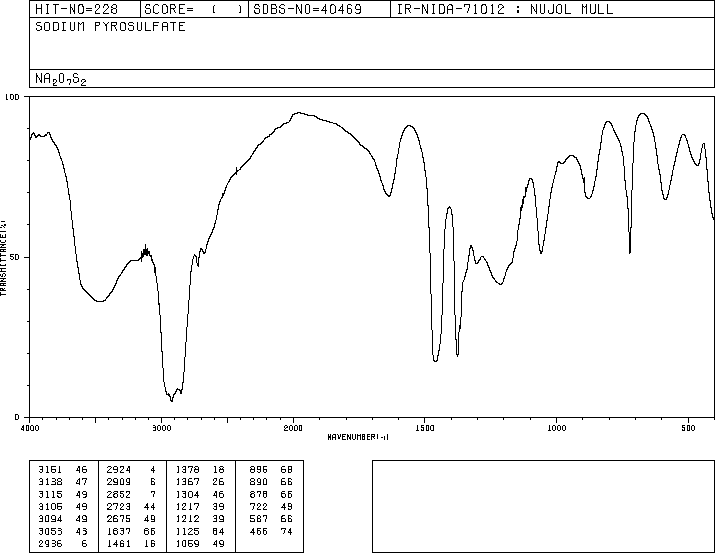 HIT-NO=228 SCORE= ( ) SDBS-NO=40469 IR-NIDA-71012 : NUJOL MULL
SODIUM PYROSULFATE
NA2O7S2
100
50
0
TRANSMITTANCE(%)
4000 3000 2000 1500 1000 500
WAVENUMBER(-1)
3161 46 2924 4 1378 18 896 68
3138 47 2909 6 1367 26 890 66
3115 49 2852 7 1304 46 878 66
3105 49 2723 44 1217 39 722 49
3094 49 2675 49 1212 39 587 66
3053 43 1637 66 1125 64 466 74
2936 6 1461 16 1059 49